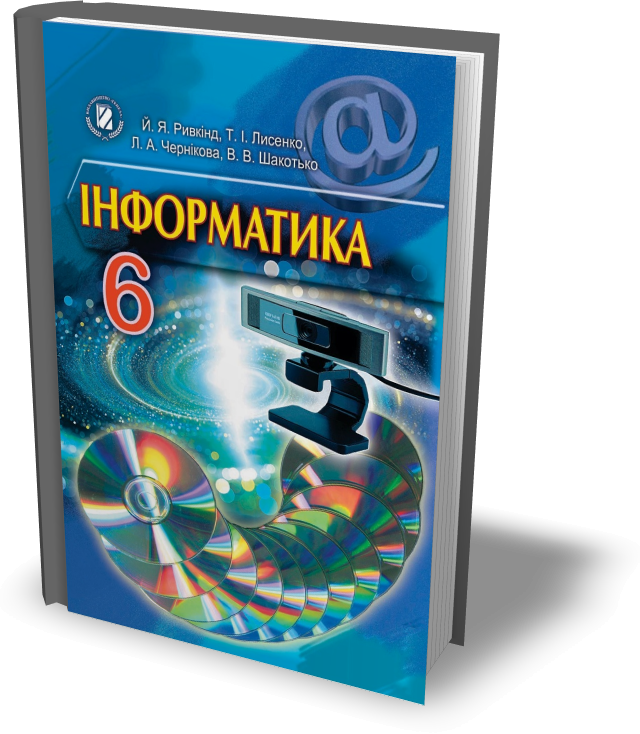 Й. Я. Ривкінд, Т. І. Лисенко,
Л. А. Чернікова, В. В. Шакотько
ІНФОРМАТИКА
6